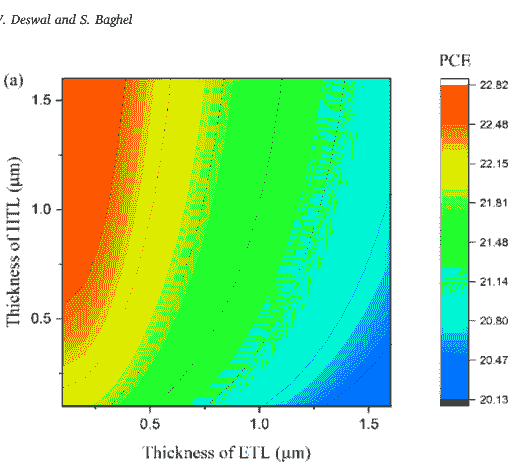 V. Deswal and S. Baghel
PCE
(a)
22.82
1.5
22.48
22.15
1.0
21.81
21.48
21.14
0.5
20.80
20.47
20.13
0.5 1.0 1.5
Thickness of HTL (μm)
Thickness of ETL (μm)